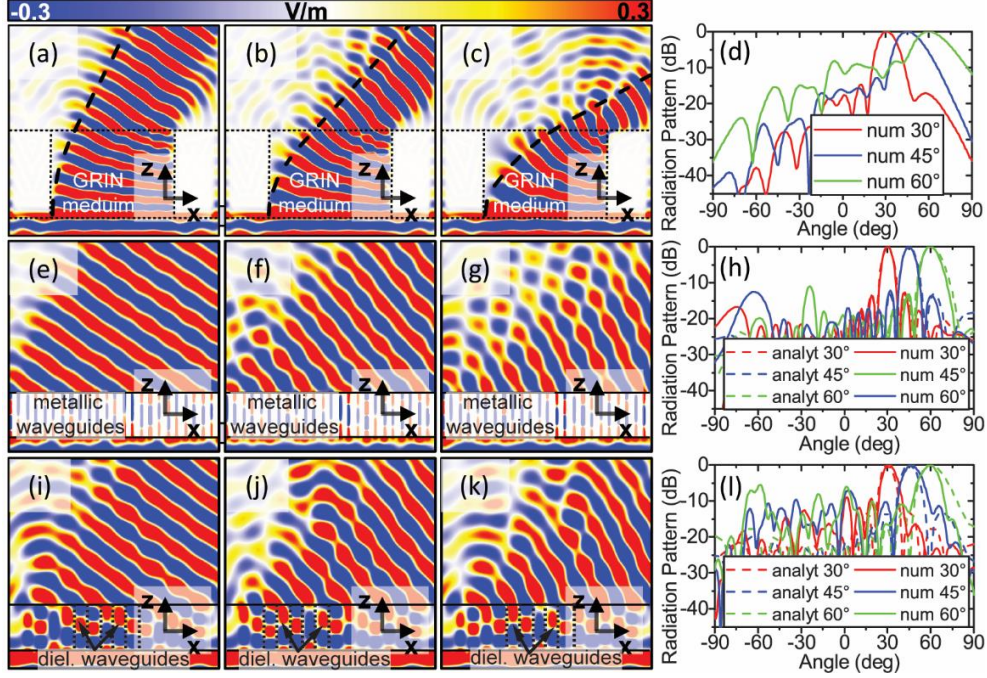 -0.3 V/m 0.3
(a)
GRIN
meduim
z
x
(b)
GRIN
meduim
z
x
(c)
GRIN
meduim
z
x
(d)
Radiation Pattern (dB)
0
-10
-20
-30
-40
num 30°
num 45°
num 60°
-90 -60 -30 0 30 60 90
Angle (deg)
(e)
metallic
waveguides
z
x
(f)
metallic
waveguides
z
x
(g)
metallic
waveguides
z
x
(h)
Radiation Pattern (dB)
0
-10
-20
-30
-40
analyt 30° num 30°
analyt 45° num 45°
analyt 60° num 60°
-90 -60 -30 0 30 60 90
Angle (deg)
(i)
z
x
diel. waveguides
(j)
z
x
diel. waveguides
(k)
z
x
diel. waveguides
(l)
Radiation Pattern (dB)
0
-10
-20
-30
-40
analyt 30° num 30°
analyt 45° num 45°
analyt 60° num 60°
-90 -60 -30 0 30 60 90
Angle (deg)